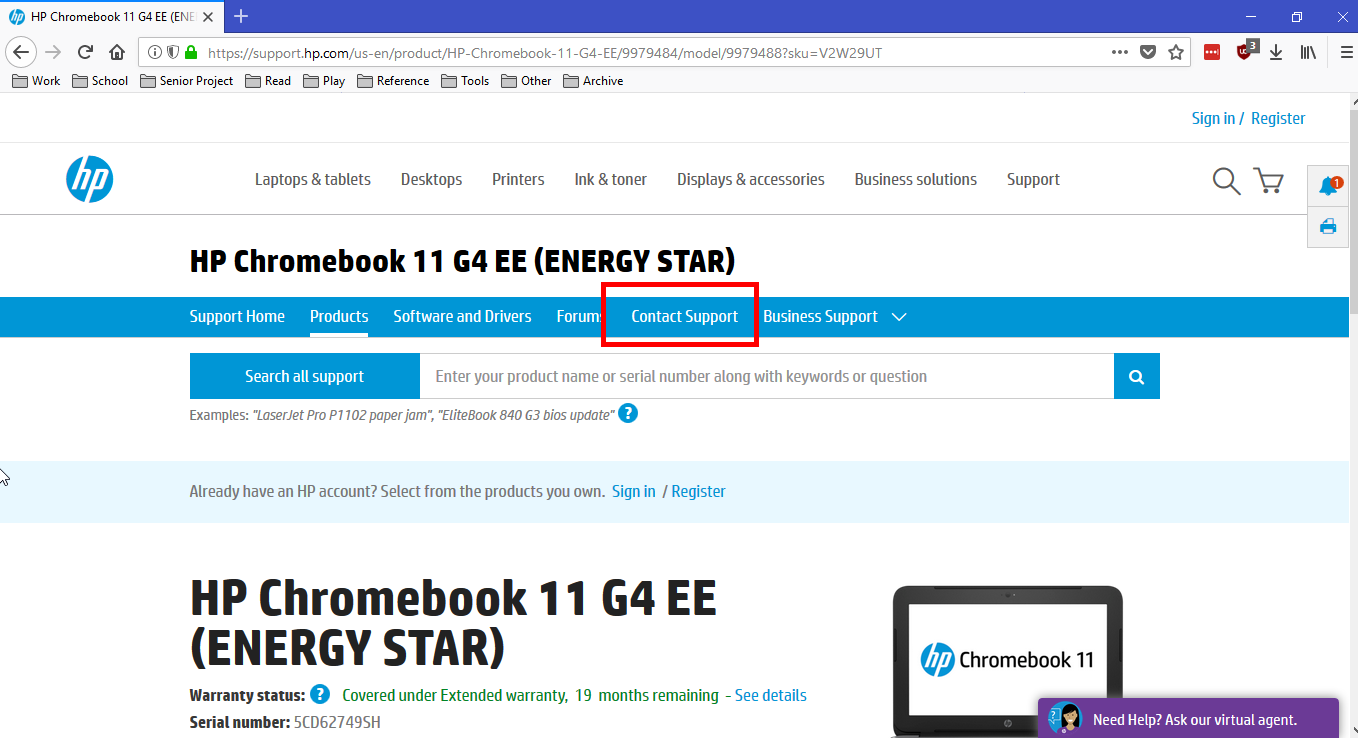 HP Chromebook 11 G4 EE (ENE
https://support.hp.com/us-en/product/HP-Chromebook-11-G4-EE/9979484/model/9979488?sku=V2W29UT
3
Work School Senior Project Read Play Reference Tools Other Archive
Sign in / Register
hp
Laptops & tablets Desktops Printers Ink & toner Displays & accessories Business solutions Support
1
HP Chromebook 11 G4 EE (ENERGY STAR)
Support Home Products Software and Drivers Forums Contact Support Business Support
Search all support Enter your product name or serial number along with keywords or question
Examples: "LaserJet Pro P1102 paper jam", "EliteBook 840 G3 bios update" ?
Already have an HP account? Select from the products you own. Sign in / Register
HP Chromebook 11 G4 EE
(ENERGY STAR)
hp Chromebook 11
Warranty status: ? Covered under Extended warranty, 19 months remaining - See details
Serial number: 5CD62749SH
Need Help? Ask our virtual agent.